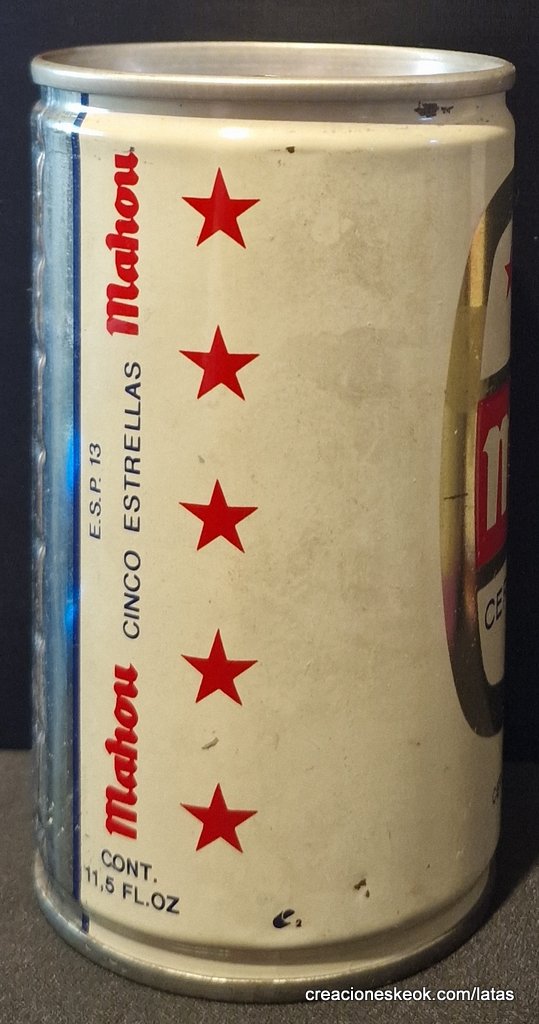 Mahou CINCO ESTRELLAS Mahou
E.S.P. 13
CONT.
11,5 FL.OZ
creacioneskeok.com/latas